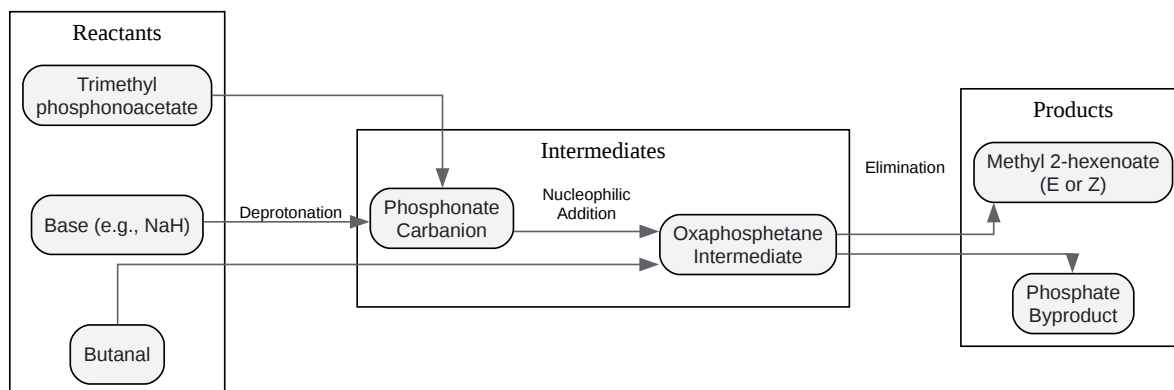 Reactants
Trimethyl
phosphonoacetate
Base (e.g., NaH)
Butanal
Deprotonation
Intermediates
Phosphonate
Carbanion
Nucleophilic
Addition
Oxaphosphetane
Intermediate
Elimination
Products
Methyl 2-hexenoate
(E or Z)
Phosphate
Byproduct